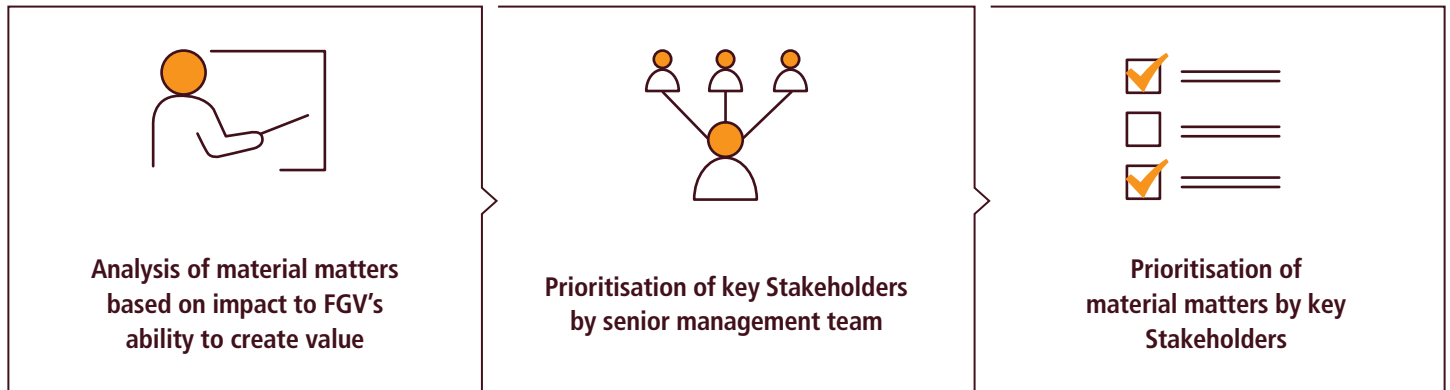 Analysis of material matters
based on impact to FGV’s
ability to create value
Prioritisation of key Stakeholders
by senior management team
Prioritisation of
material matters by key
Stakeholders